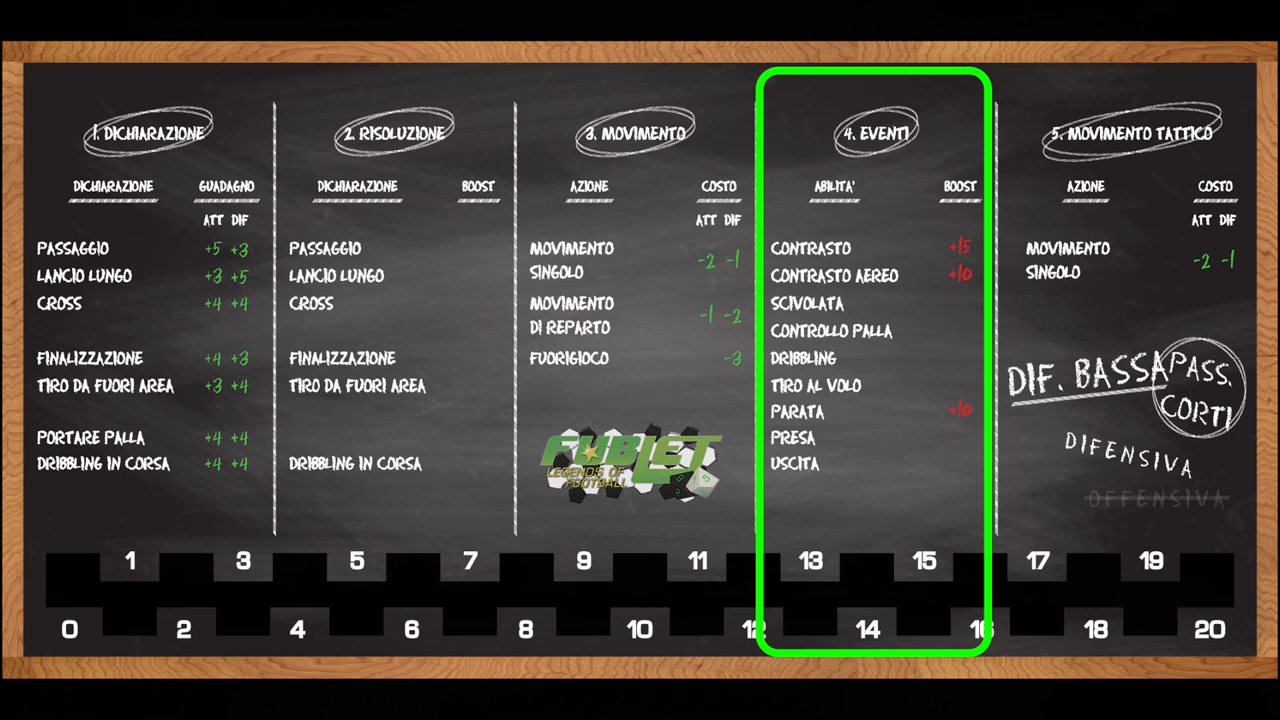 1. DICHIARAZIONE
DICHIARAZIONE GUADAGNO
ATT DIF
PASSAGGIO +5 +3
LANCIO LUNGO +3 +5
CROSS +4 +4
FINALIZZAZIONE +4 +3
TIRO DA FUORI AREA +3 +4
PORTARE PALLA +4 +4
DRIBBLING IN CORSA +4 +4
2. RISOLUZIONE
DICHIARAZIONE BOOST
PASSAGGIO
LANCIO LUNGO
CROSS
FINALIZZAZIONE
TIRO DA FUORI AREA
DRIBBLING IN CORSA
3. MOVIMENTO
AZIONE COSTO
ATT DIF
MOVIMENTO
SINGOLO -2 -1
MOVIMENTO
DI REPARTO -1 -2
FUORIGIOCO -3
FUBLET
LEGENDS OF
FOOTBALL
4. EVENTI
ABILITA' BOOST
CONTRASTO +15
CONTRASTO AEREO +10
SCIVOLATA
CONTROLLO PALLA
DRIBBLING
TIRO AL VOLO
PARATA +10
PRESA
USCITA
5. MOVIMENTO TATTICO
AZIONE COSTO
ATT DIF
MOVIMENTO
SINGOLO -2 -1
DIF. BASSA
PASS.
CORTI
DIFENSIVA
OFFENSIVA
1 3 5 7 9 11 13 15 17 19
0 2 4 6 8 10 12 14 16 18 20